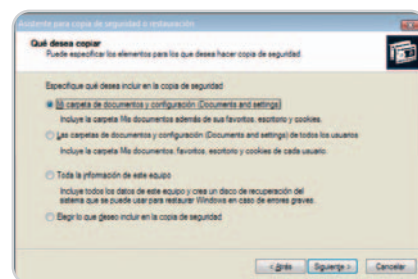 Asistente para copia de seguridad o restauración
Qué desea copiar
Puede especificar los elementos para los que desea hacer copia de seguridad.
Especifique qué desea incluir en la copia de seguridad
Mi carpeta de documentos y configuración (Documents and settings)
Incluye la carpeta Mis documentos además de sus favoritos, escritorio y cookies.
Las carpetas de documentos y configuración (Documents and settings) de todos los usuarios
Incluye la carpeta Mis documentos, favoritos, escritorio y cookies de cada usuario.
Toda la información de este equipo
Incluye todos los datos de este equipo y crea un disco de recuperación del
sistema que se puede usar para restaurar Windows en caso de errores graves.
Elegir lo que deseo incluir en la copia de seguridad
< Atrás Siguiente > Cancelar